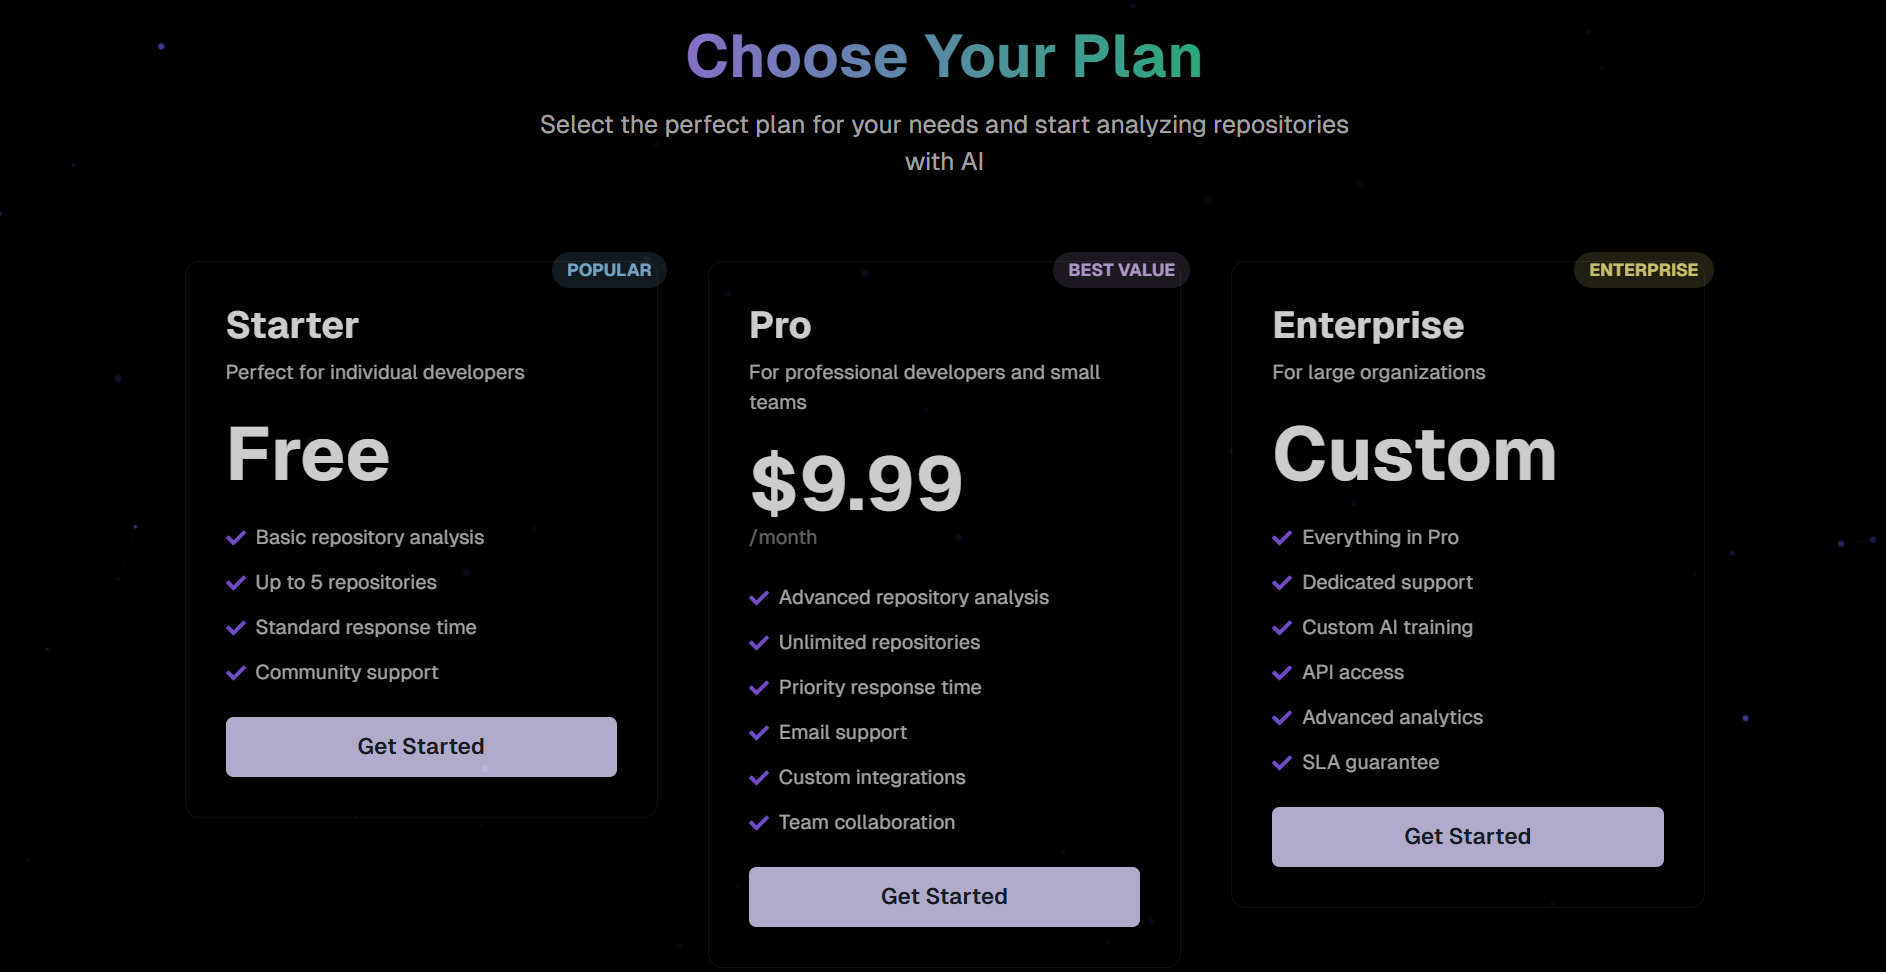 Choose Your Plan
Select the perfect plan for your needs and start analyzing repositories
with AI
POPULAR
Starter
Perfect for individual developers
Free
Basic repository analysis
Up to 5 repositories
Standard response time
Community support
Get Started
BEST VALUE
Pro
For professional developers and small
teams
$9.99
/month
Advanced repository analysis
Unlimited repositories
Priority response time
Email support
Custom integrations
Team collaboration
Get Started
ENTERPRISE
Enterprise
For large organizations
Custom
Everything in Pro
Dedicated support
Custom AI training
API access
Advanced analytics
SLA guarantee
Get Started